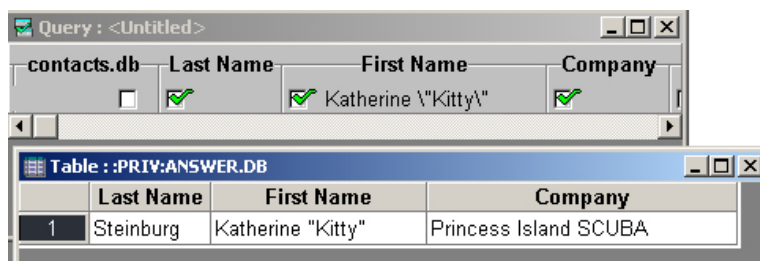 Query : <Untitled>
contacts.db Last Name First Name Company
Katherine \"Kitty\"
Table : :PRIV:ANSWER.DB
Last Name First Name Company
1 Steinburg Katherine "Kitty" Princess Island SCUBA